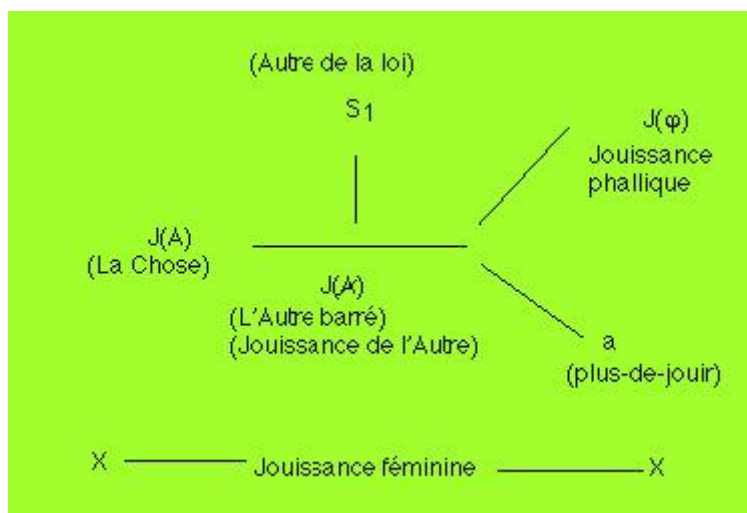 (Autre de la loi)
S1
J(φ)
Jouissance
phallique
J(A)
(La Chose)
J(Ⱥ)
(L'Autre barré)
(Jouissance de l'Autre)
a
(plus-de-jouir)
X Jouissance féminine X